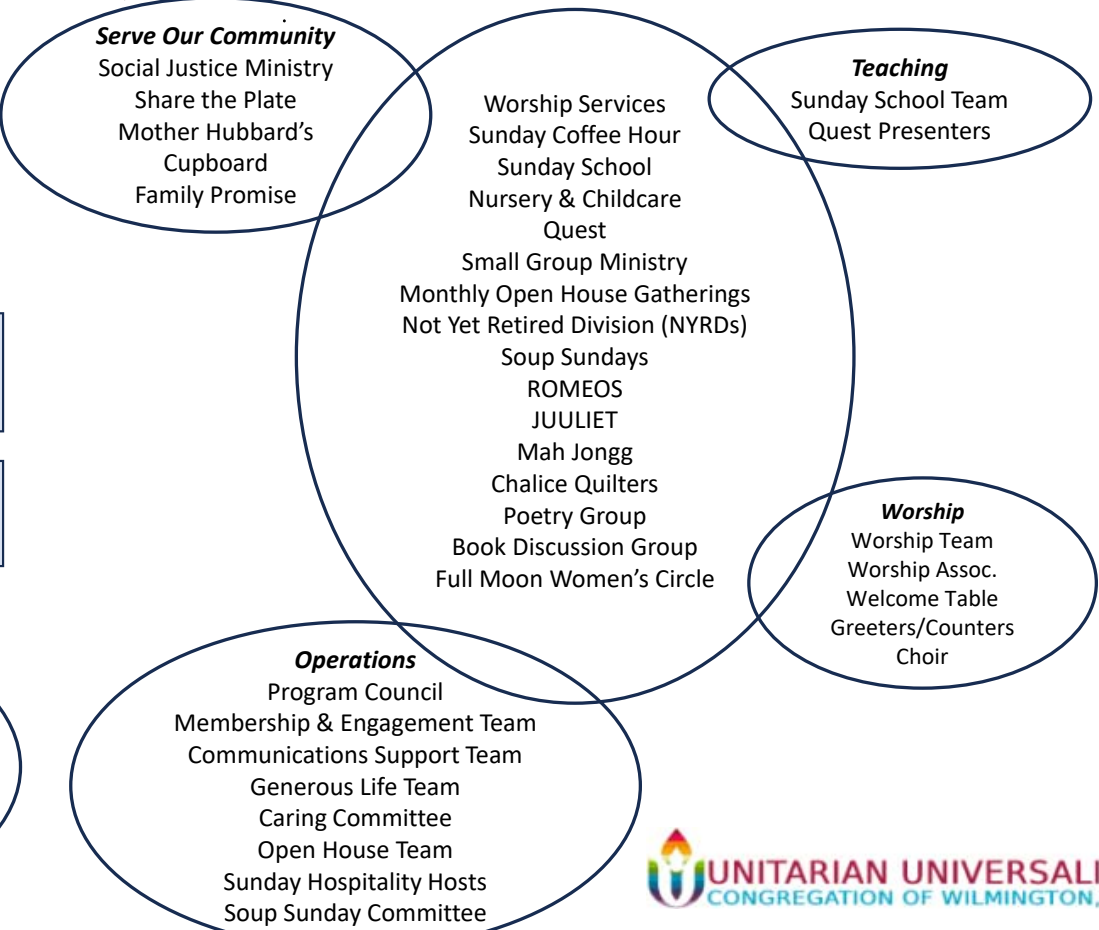 Serve Our Community
Social Justice Ministry
Share the Plate
Mother Hubbard's
Cupboard
Family Promise
Worship Services
Sunday Coffee Hour
Sunday School
Nursery & Childcare
Quest
Small Group Ministry
Monthly Open House Gatherings
Not Yet Retired Division (NYRDs)
Soup Sundays
ROMEOS
JUULIET
Mah Jongg
Chalice Quilters
Poetry Group
Book Discussion Group
Full Moon Women's Circle
Teaching
Sunday School Team
Quest Presenters
Worship
Worship Team
Worship Assoc.
Welcome Table
Greeters/Counters
Choir
Operations
Program Council
Membership & Engagement Team
Communications Support Team
Generous Life Team
Caring Committee
Open House Team
Sunday Hospitality Hosts
Soup Sunday Committee
UNITARIAN UNIVERSALI
CONGREGATION OF WILMINGTON,